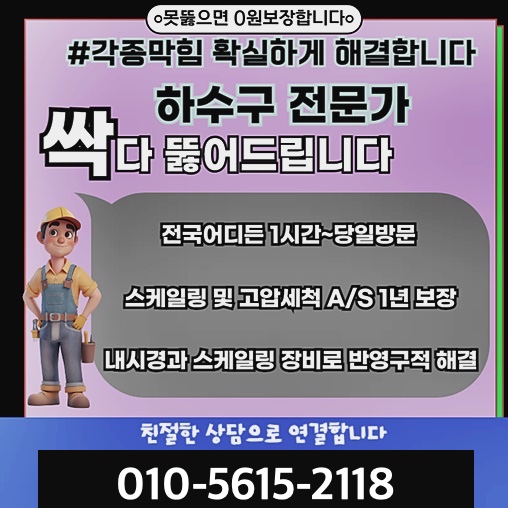 못뚫으면 0원보장합니다
#각종막힘 확실하게 해결합니다
하수구 전문가
싹다 뚫어드립니다
전국어디든 1시간~당일방문
스케일링 및 고압세척 A/S 1년 보장
내시경과 스케일링 장비로 반영구적 해결
친절한 상담으로 연결합니다
010-5615-2118